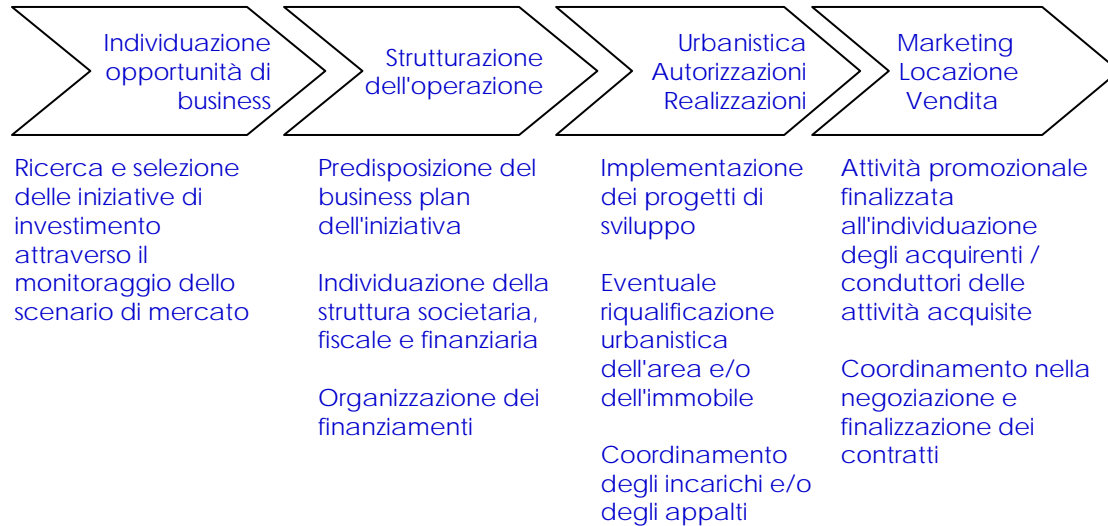 Individuazione
opportunità di
business
Strutturazione
dell'operazione
Urbanistica
Autorizzazioni
Realizzazioni
Marketing
Locazione
Vendita
Ricerca e selezione
delle iniziative di
investimento
attraverso il
monitoraggio dello
scenario di mercato
Predisposizione del
business plan
dell'iniziativa
Individuazione della
struttura societaria,
fiscale e finanziaria
Organizzazione dei
finanziamenti
Implementazione
dei progetti di
sviluppo
Eventuale
riqualificazione
urbanistica
dell'area e/o
dell'immobile
Coordinamento
degli incarichi e/o
degli appalti
Attività promozionale
finalizzata
all'individuazione
degli acquirenti /
conduttori delle
attività acquisite
Coordinamento nella
negoziazione e
finalizzazione dei
contratti